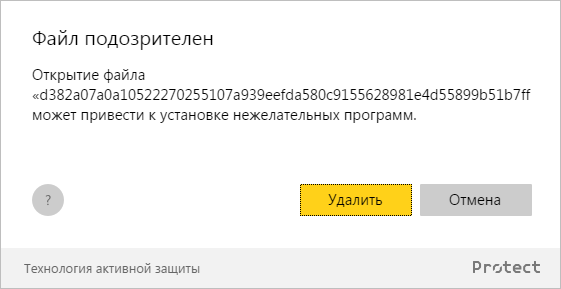 Файл подозрителен
Открытие файла
«d382a07a0a10522270255107a939eefda580c9155628981e4d55899b51b7ff
может привести к установке нежелательных программ.
?
Удалить
Отмена
Технология активной защиты
Protect